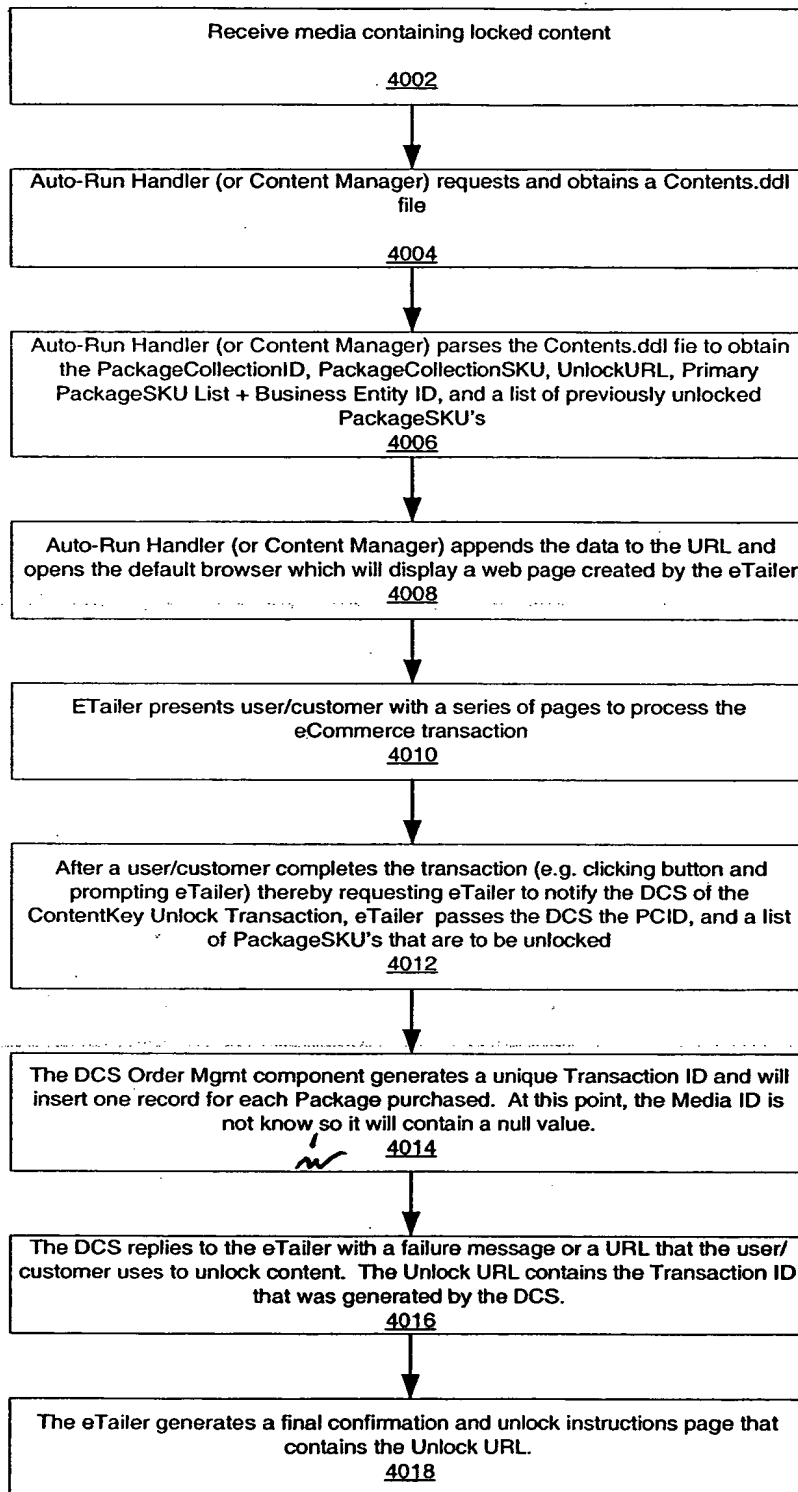 Receive media containing locked content
4002
Auto-Run Handler (or Content Manager) requests and obtains a Contents.ddl
file
4004
Auto-Run Handler (or Content Manager) parses the Contents.ddl fie to obtain
the PackageCollectionID, PackageCollectionSKU, UnlockURL, Primary
PackageSKU List + Business Entity ID, and a list of previously unlocked
PackageSKU's
4006
Auto-Run Handler (or Content Manager) appends the data to the URL and
opens the default browser which will display a web page created by the eTailer
4008
ETailer presents user/customer with a series of pages to process the
eCommerce transaction
4010
After a user/customer completes the transaction (e.g. clicking button and
prompting eTailer) thereby requesting eTailer to notify the DCS of the
ContentKey Unlock Transaction, eTailer passes the DCS the PCID, and a list
of PackageSKU's that are to be unlocked
4012
The DCS Order Mgmt component generates a unique Transaction ID and will
insert one record for each Package purchased. At this point, the Media ID is
not know so it will contain a null value.
4014
The DCS replies to the eTailer with a failure message or a URL that the user/
customer uses to unlock content. The Unlock URL contains the Transaction ID
that was generated by the DCS.
4016
The eTailer generates a final confirmation and unlock instructions page that
contains the Unlock URL.
4018